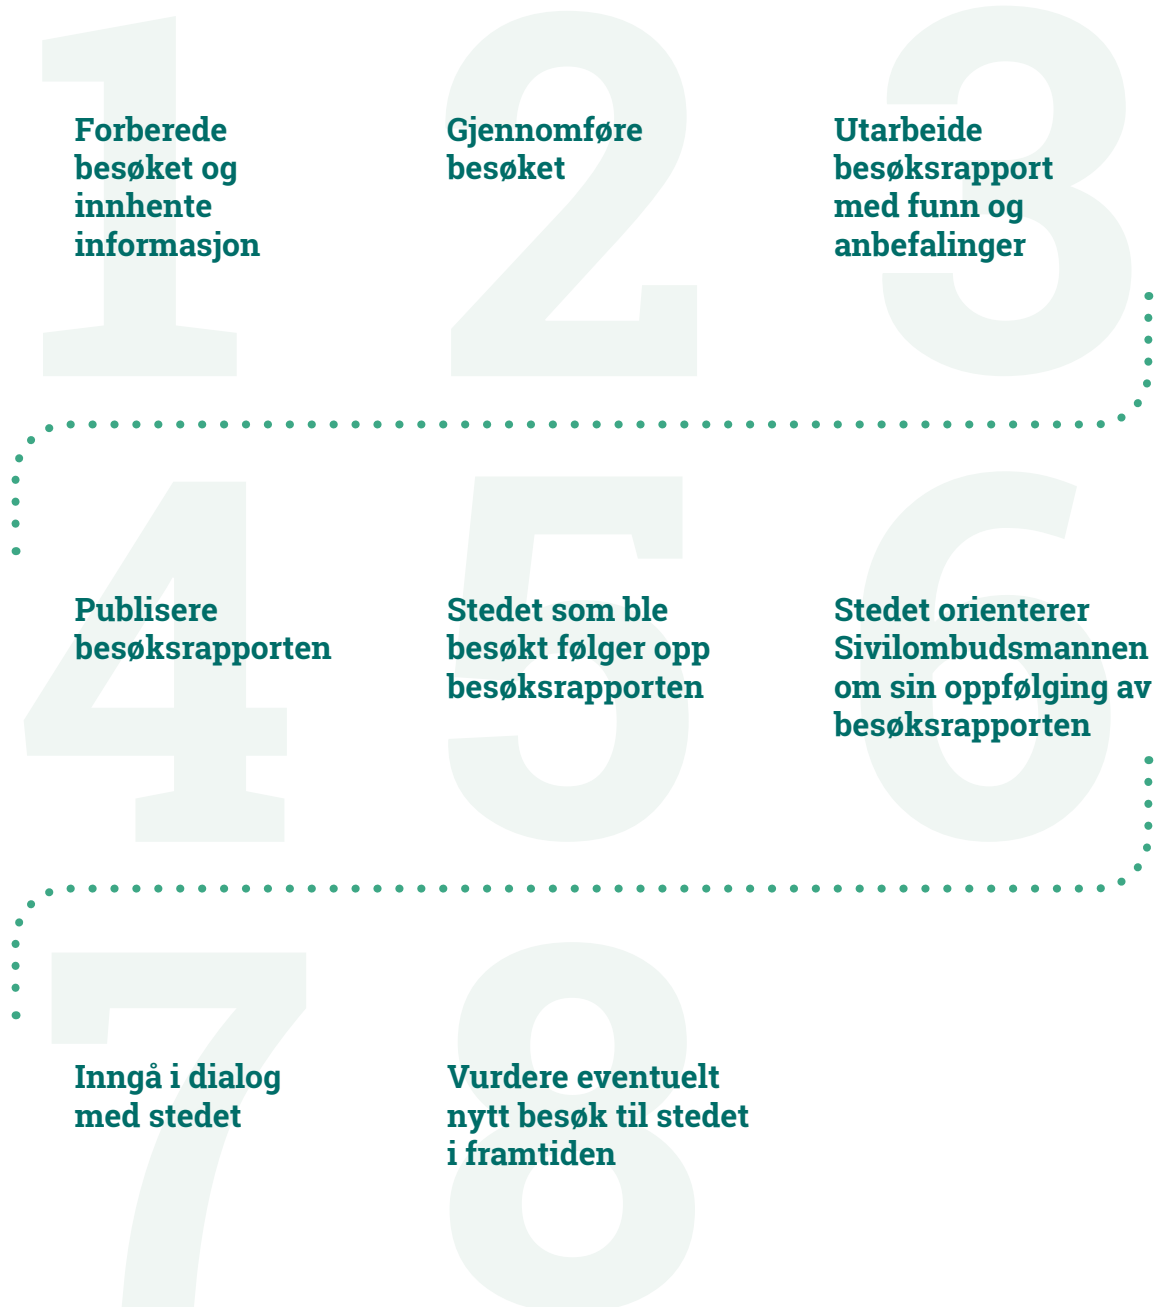 1
Forberede
besøket og
innhente
informasjon
2
Gjennomføre
besøket
3
Utarbeide
besøksrapport
med funn og
anbefalinger
4
Publisere
besøksrapporten
5
Stedet som ble
besøkt følger opp
besøksrapporten
6
Stedet orienterer
Sivilombudsmannen
om sin oppfølging av
besøksrapporten
7
Inngå i dialog
med stedet
8
Vurdere eventuelt
nytt besøk til stedet
i framtiden